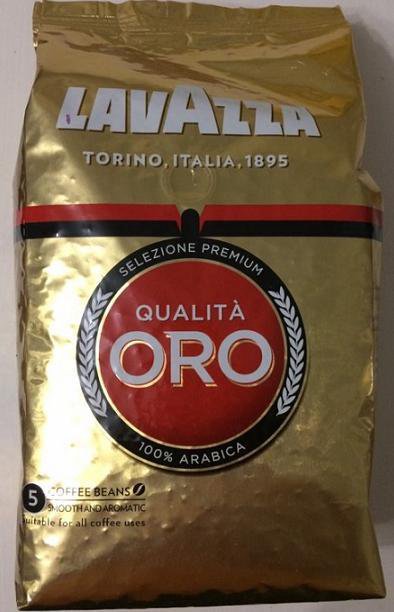 LAVAZZA
TORINO, ITALIA, 1895
SELEZIONE PREMIUM
QUALITÀ
ORO
100% ARABICA
5 COFFEE BEANS
SMOOTH AND AROMATIC
Suitable for all coffee uses